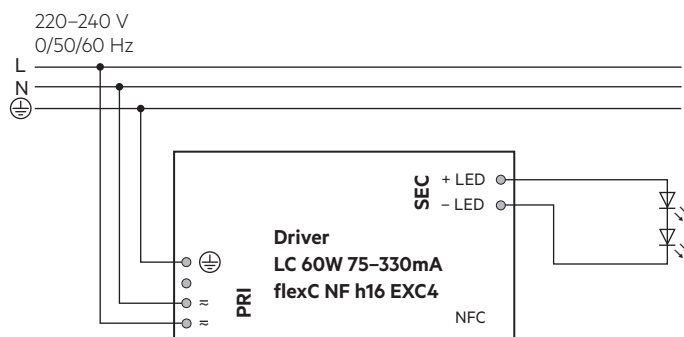 220–240 V
0/50/60 Hz
L
N
+ LED
SEC
– LED
Driver
LC 60W 75–330mA
flexC NF h16 EXC4
PRI
≂
≂
NFC